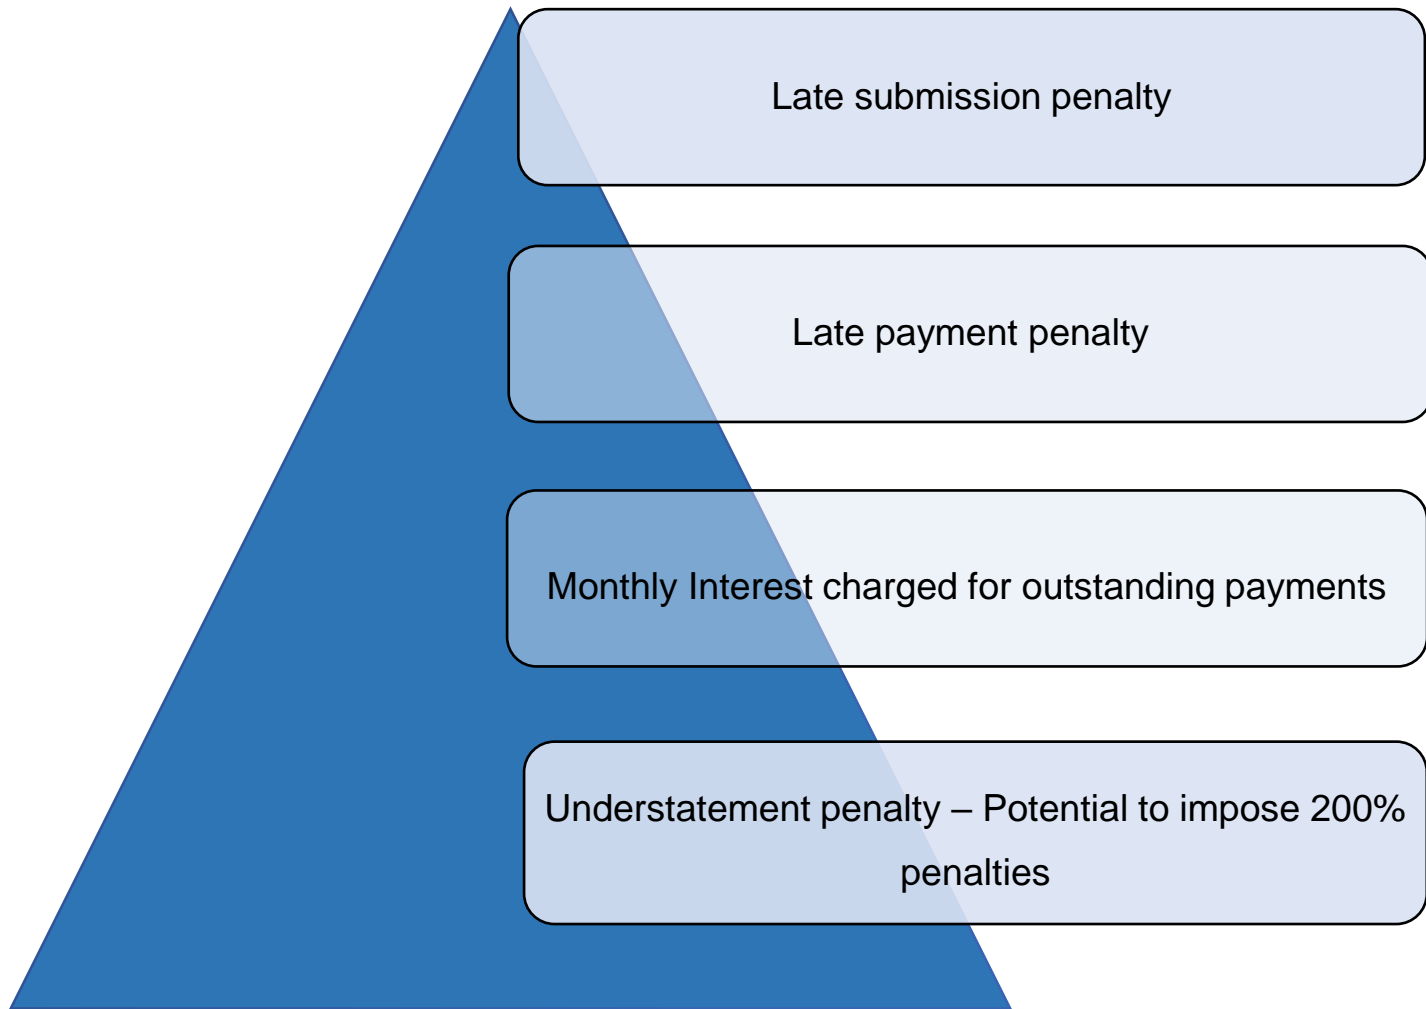 Late submission penalty
Late payment penalty
Monthly Interest charged for outstanding payments
Understatement penalty – Potential to impose 200%
penalties